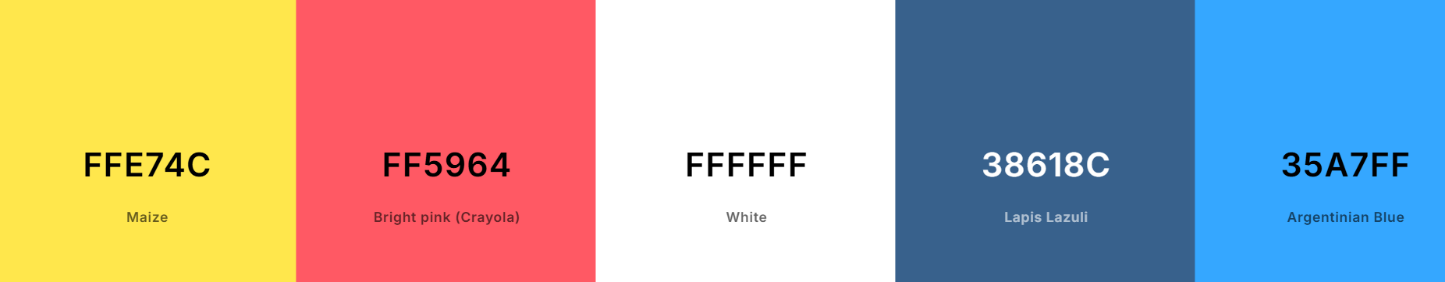 FFE74C
Maize
FF5964
Bright pink (Crayola)
FFFFFF
White
38618C
Lapis Lazuli
35A7FF
Argentinian Blue